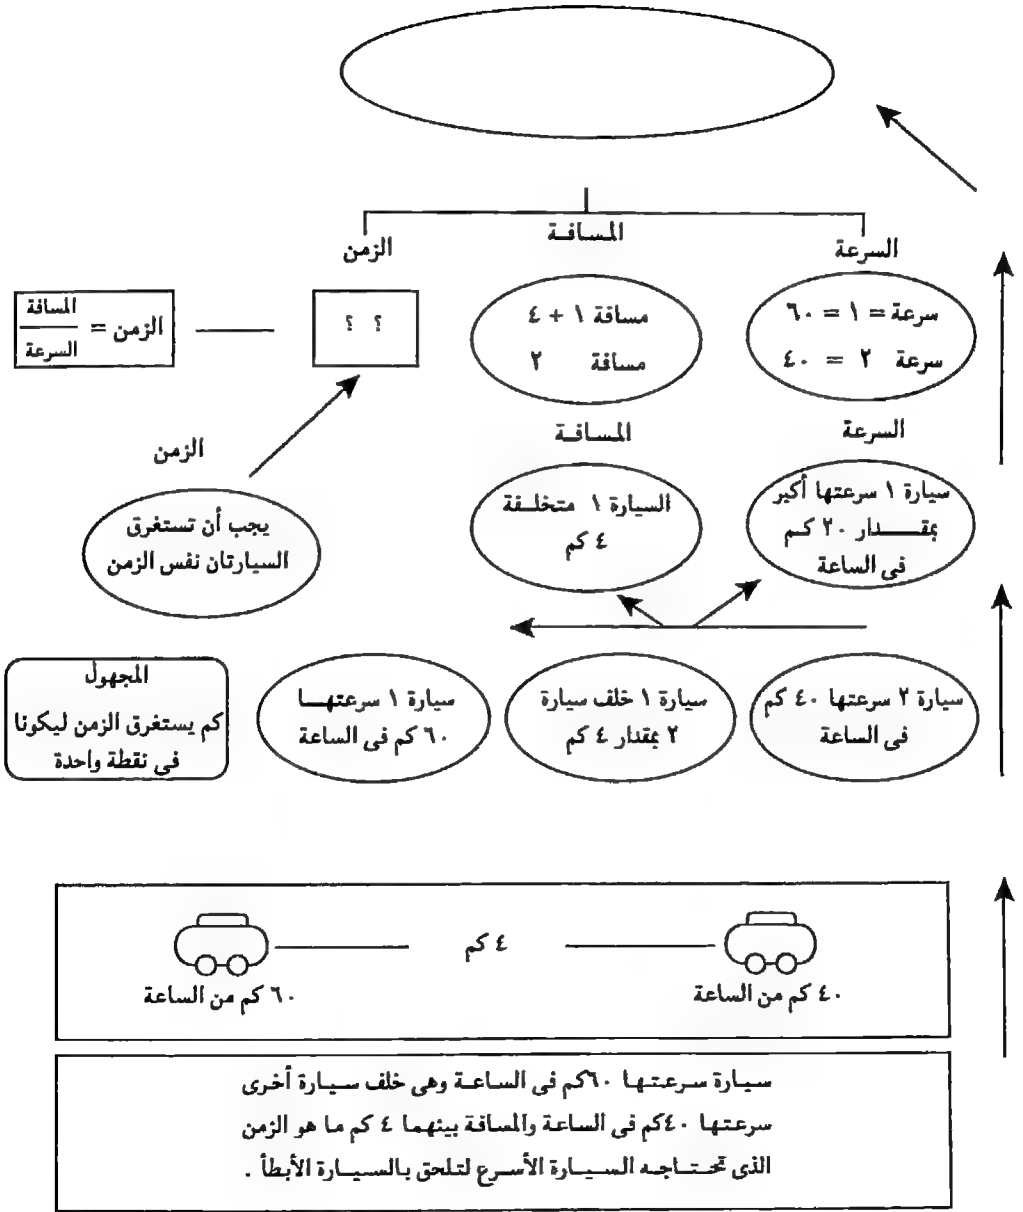 السرعة
المسافة
الزمن
سرعة = ١ = ٦٠
سرعة ٢ = ٤٠
مسافة ١ + ٤
مسافة ٢
؟ ؟
الزمن = المسافة
السرعة
السرعة
المسافة
الزمن
سيارة ١ سرعتها أكبر
بمقدار ٢٠ كم
فى الساعة
السيارة ١ متخلفة
٤ كم
يجب أن تستغرق
السيارتان نفس الزمن
سيارة ٢ سرعتها ٤٠ كم
فى الساعة
سيارة ١ خلف سيارة
٢ بمقدار ٤ كم
سيارة ١ سرعتها
٦٠ كم فى الساعة
المجهول
كم يستغرق الزمن ليكونا
فى نقطة واحدة
٤ كم
٤٠ كم من الساعة
٦٠ كم من الساعة
سيارة سرعتها ٦٠كم فى الساعة وهى خلف سيارة أخرى
سرعتها ٤٠كم فى الساعة والمسافة بينهما ٤ كم ما هو الزمن
الذى تحتاجه السيارة الأسرع لتلحق بالسيارة الأبطأ .